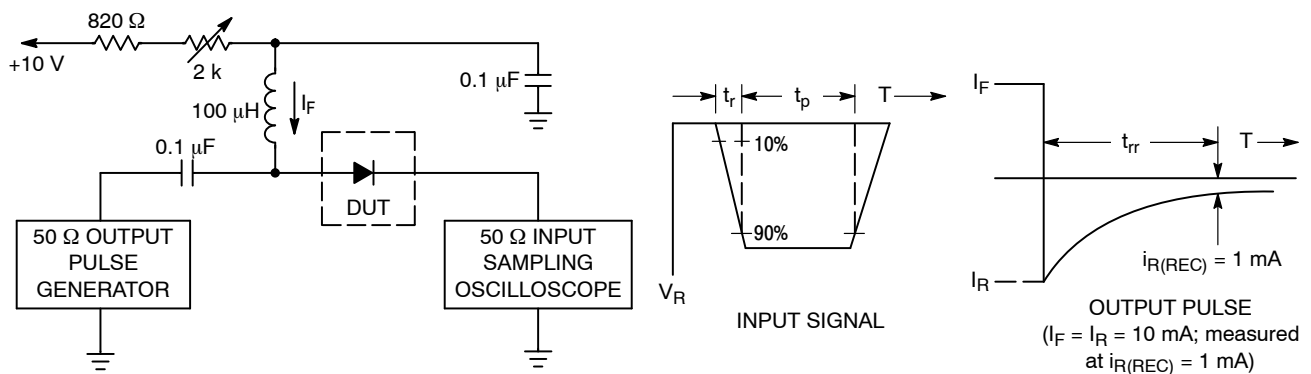 820 Ω
+10 V
2 k
0.1 μF
100 μH
I_F
0.1 μF
DUT
50 Ω OUTPUT
PULSE
GENERATOR
50 Ω INPUT
SAMPLING
OSCILLOSCOPE
t_r
t_p
T
10%
90%
V_R
INPUT SIGNAL
I_F
t_rr
T
i_R(REC) = 1 mA
I_R
OUTPUT PULSE
(I_F = I_R = 10 mA; measured
at i_R(REC) = 1 mA)